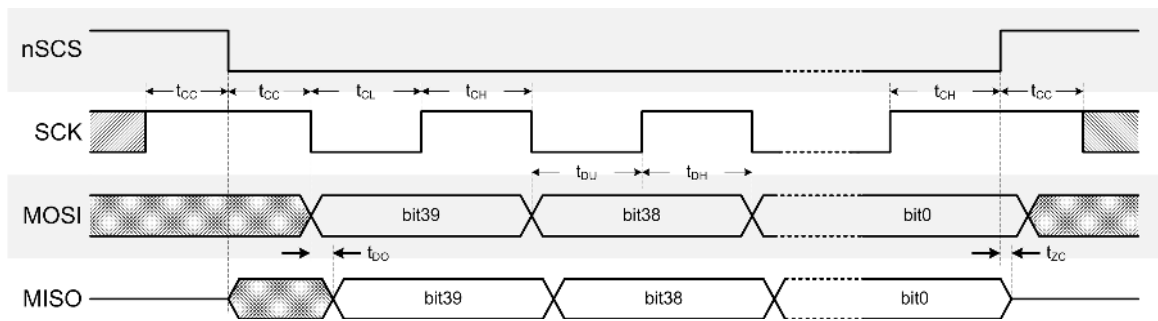 nSCS
tCC tCC tCL tCH tCH tCC
SCK
tDU tDH
MOSI bit39 bit38 bit0
tDO tZC
MISO bit39 bit38 bit0